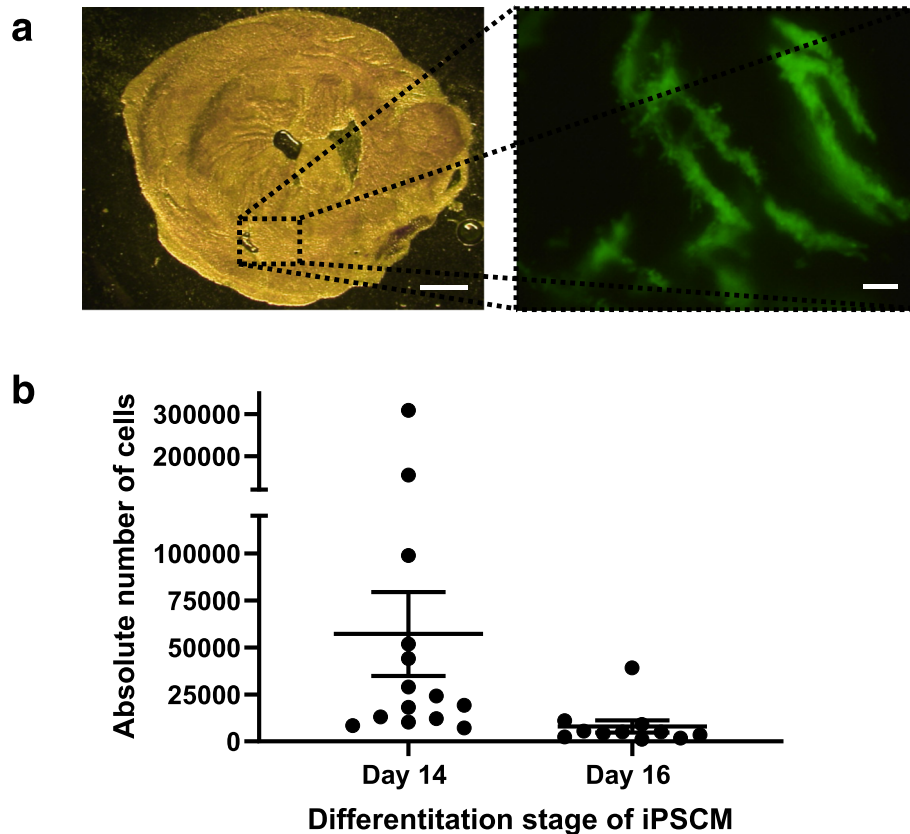 a
b
Absolute number of cells
300000
200000
100000
75000
50000
25000
0
Day 14
Day 16
Differentitation stage of iPSCM